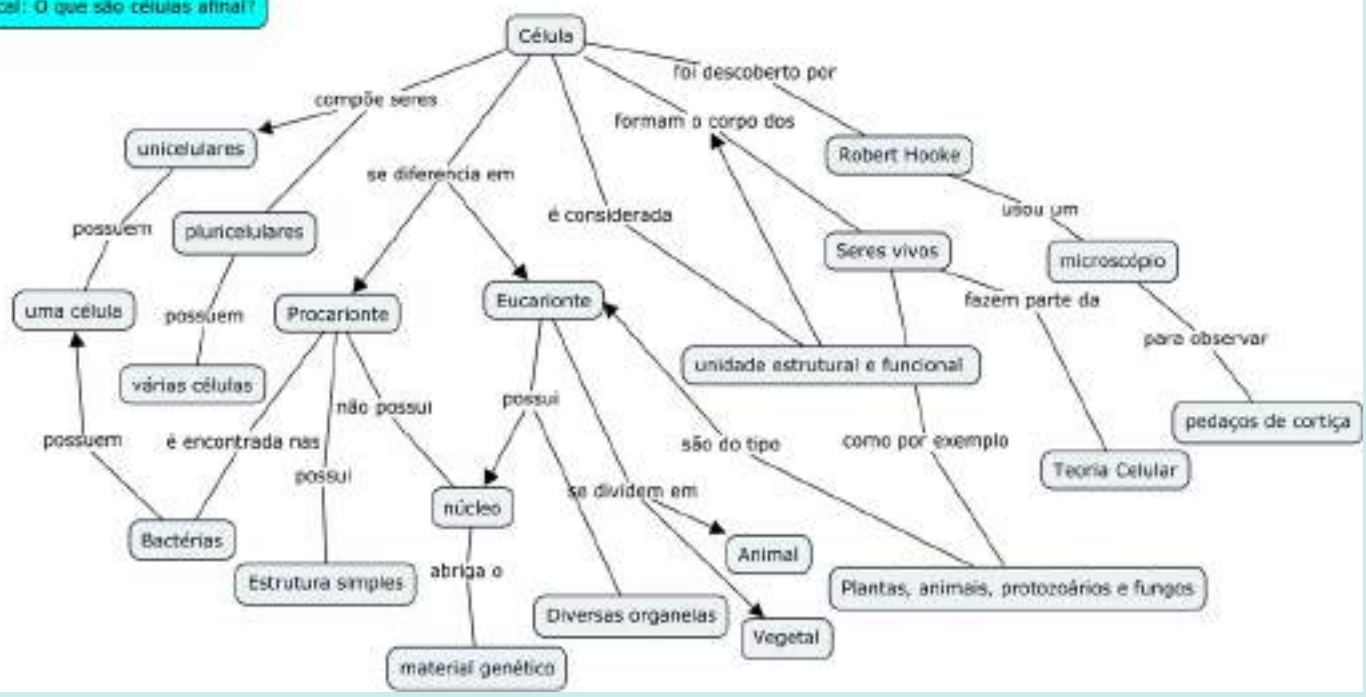 cal: O que são células afinal?
Célula
foi descoberto por
compõe seres
formam o corpo dos
unicelulares
Robert Hooke
se diferencia em
usou um
é considerada
possuem
pluricelulares
Seres vivos
microscópio
uma célula
possuem
Procarionte
Eucarionte
fazem parte da
para observar
várias células
unidade estrutural e funcional
não possui
possui
pedaços de cortiça
possuem
é encontrada nas
são do tipo
como por exemplo
possui
Teoria Celular
se dividem em
núcleo
Bactérias
Animal
Estrutura simples
abriga o
Plantas, animais, protozoários e fungos
Diversas organelas
Vegetal
material genético